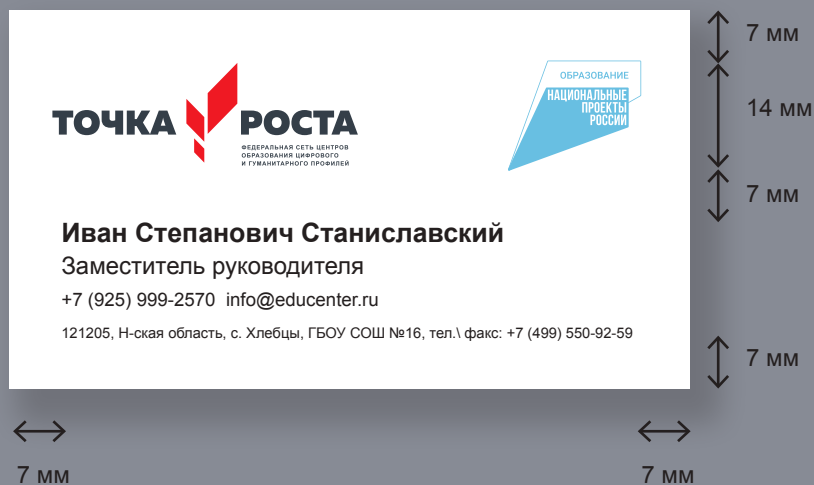 ТОЧКА РОСТА
ФЕДЕРАЛЬНАЯ СЕТЬ ЦЕНТРОВ
ОБРАЗОВАНИЯ ЦИФРОВОГО
И ГУМАНИТАРНОГО ПРОФИЛЕЙ
ОБРАЗОВАНИЕ
НАЦИОНАЛЬНЫЕ
ПРОЕКТЫ
РОССИИ
Иван Степанович Станиславский
Заместитель руководителя
+7 (925) 999-2570 info@educenter.ru
121205, Н-ская область, с. Хлебцы, ГБОУ СОШ №16, тел.\ факс: +7 (499) 550-92-59
7 мм
14 мм
7 мм
7 мм
7 мм
7 мм